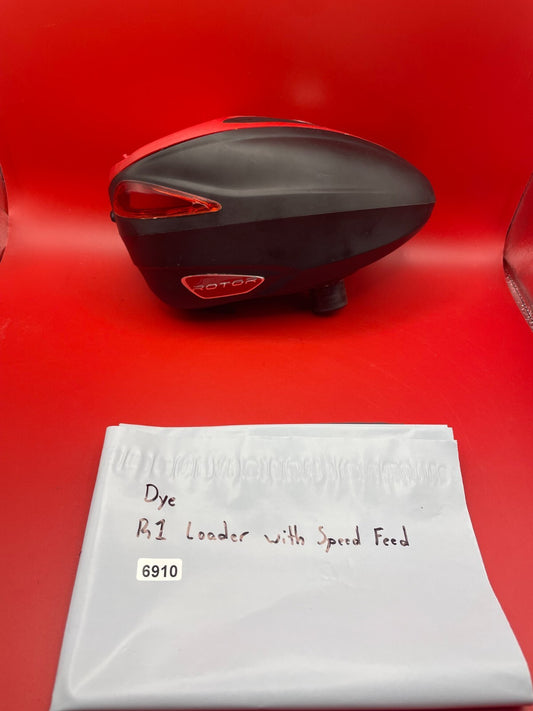 ROTOR
Dye
R1 Loader with Speed Feed
6910